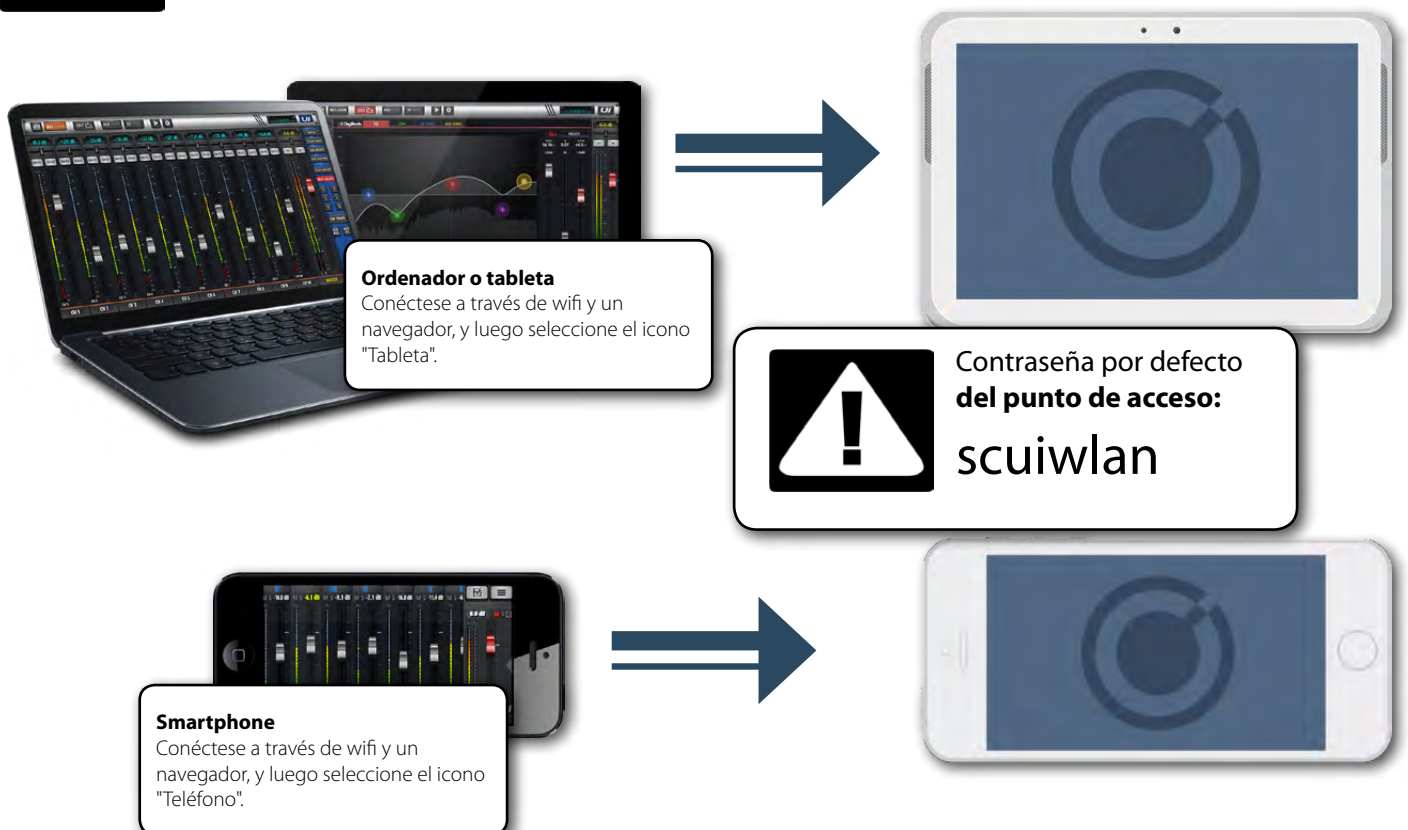 Ordenador o tableta
Conéctese a través de wifi y un
navegador, y luego seleccione el icono
"Tableta".
Contraseña por defecto
del punto de acceso:
scuiwlan
Smartphone
Conéctese a través de wifi y un
navegador, y luego seleccione el icono
"Teléfono".